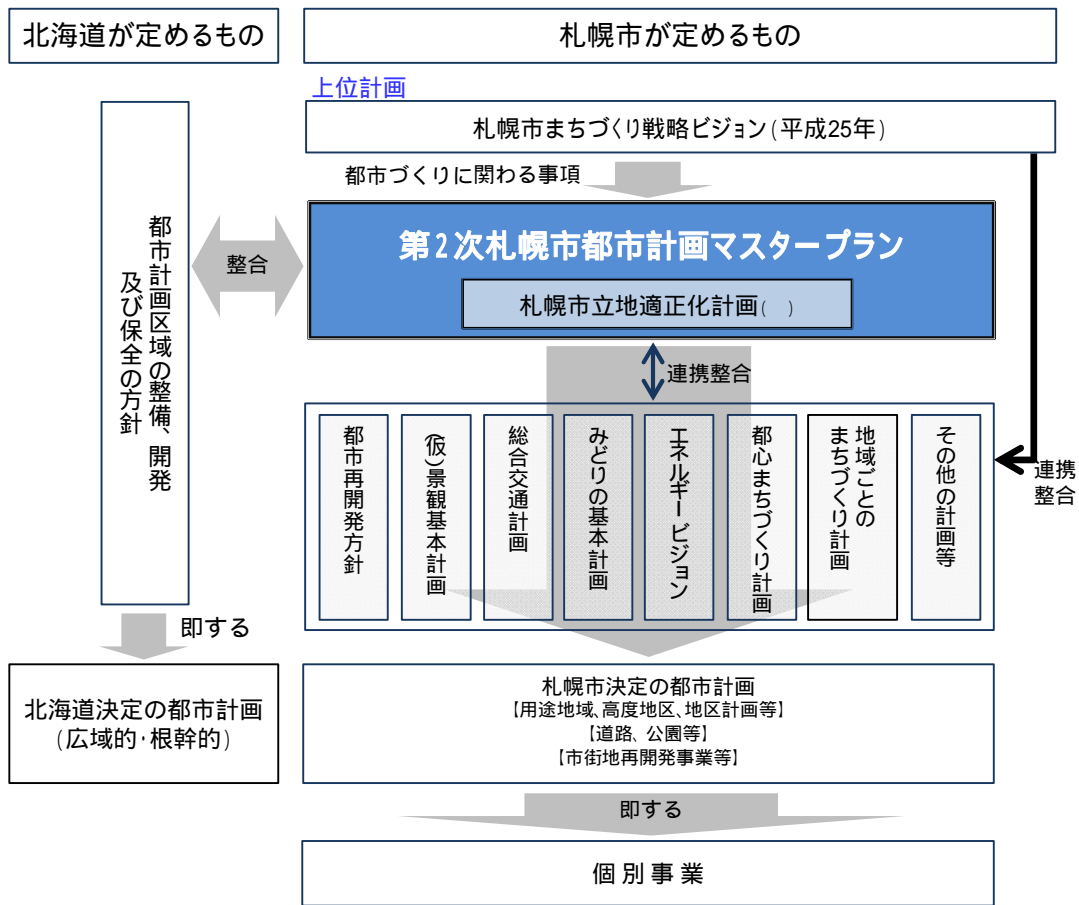 北海道が定めるもの
札幌市が定めるもの
上位計画
札幌市まちづくり戦略ビジョン(平成25年)
都市づくりに関わる事項
都市計画区域の整備、開発
及び保全の方針
整合
第2次札幌市都市計画マスタープラン
札幌市立地適正化計画( )
連携整合
都市再開発方針
(仮)景観基本計画
総合交通計画
みどりの基本計画
エネルギービジョン
都心まちづくり計画
地域ごとの
まちづくり計画
その他の計画等
連携
整合
即する
北海道決定の都市計画
(広域的・根幹的)
札幌市決定の都市計画
【用途地域、高度地区、地区計画等】
【道路、公園等】
【市街地再開発事業等】
即する
個別事業